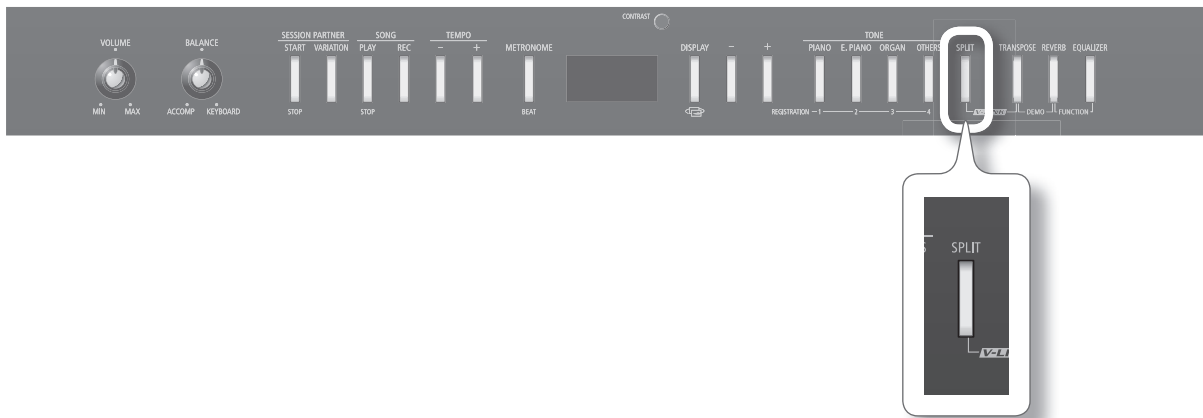 CONTRAST
VOLUME
BALANCE
SESSION PARTNER
SONG
TEMPO
TONE
START VARIATION PLAY REC − + METRONOME DISPLAY − + PIANO E. PIANO ORGAN OTHERS SPLIT TRANSPOSE REVERB EQUALIZER
MIN MAX
ACCOMP KEYBOARD
STOP
STOP
BEAT
REGISTRATION 1 2 3 4
DEMO
FUNCTION
SPLIT